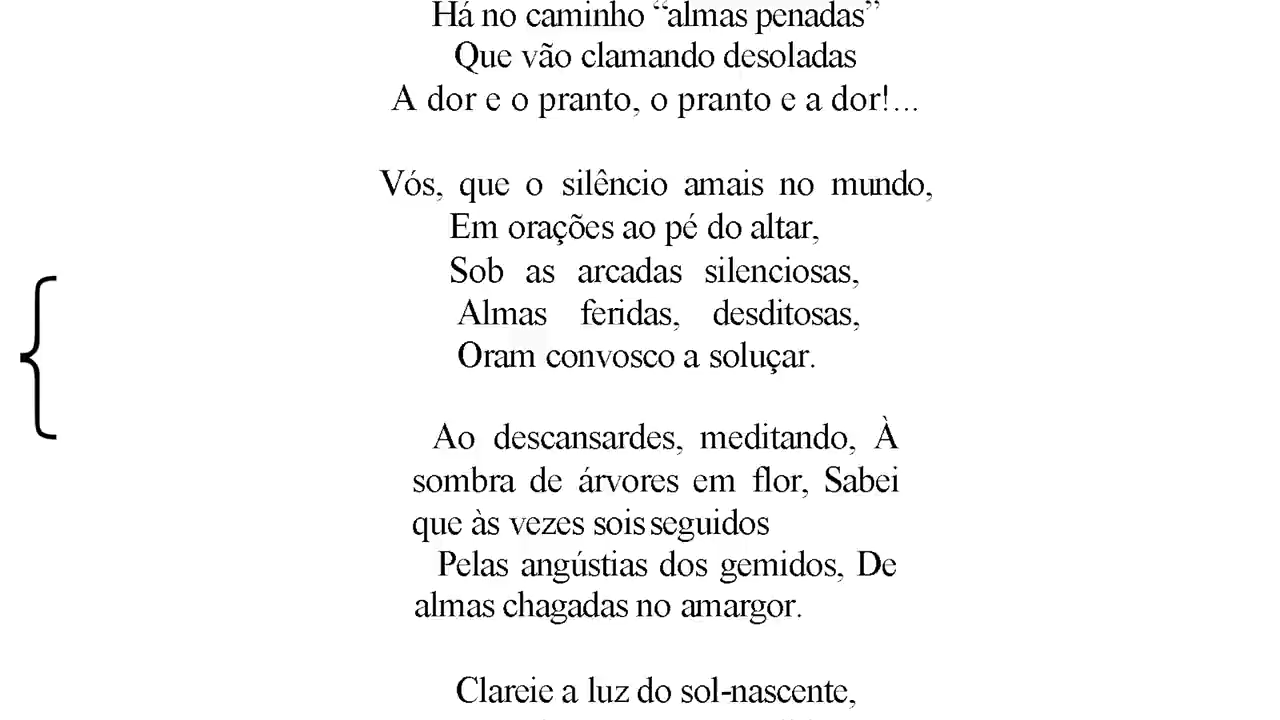 Há no caminho “almas penadas”
Que vão clamando desoladas
A dor e o pranto, o pranto e a dor!...
Vós, que o silêncio amais no mundo,
Em orações ao pé do altar,
Sob as arcadas silenciosas,
Almas feridas, desditosas,
Oram convosco a soluçar.
Ao descansardes, meditando, À
sombra de árvores em flor, Sabei
que às vezes sois seguidos
Pelas angústias dos gemidos, De
almas chagadas no amargor.
Clareie a luz do sol-nascente,